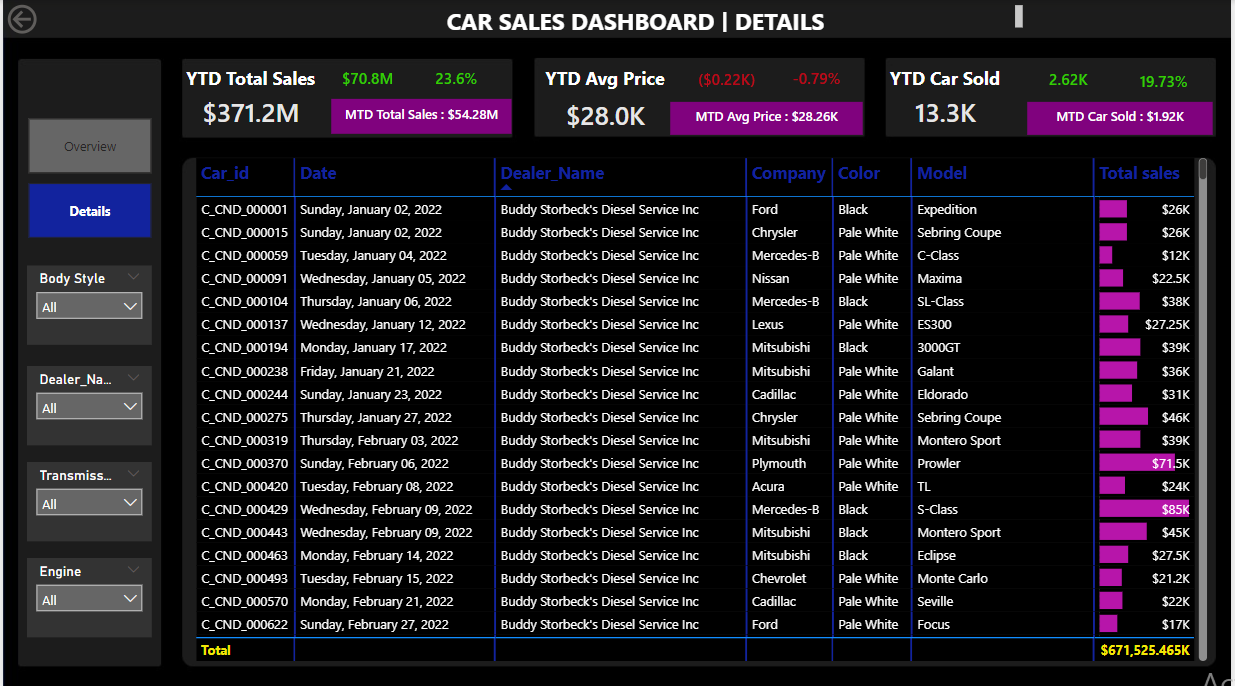 CAR SALES DASHBOARD | DETAILS
YTD Total Sales $70.8M 23.6%
$371.2M MTD Total Sales : $54.28M
YTD Avg Price ($0.22K) -0.79%
$28.0K MTD Avg Price : $28.26K
YTD Car Sold 2.62K 19.73%
13.3K MTD Car Sold : $1.92K
Overview
Details
Body Style
All
Dealer_Na...
All
Transmiss...
All
Engine
All
Car_id Date Dealer_Name Company Color Model Total sales
C_CND_000001 Sunday, January 02, 2022 Buddy Storbeck's Diesel Service Inc Ford Black Expedition $26K
C_CND_000015 Sunday, January 02, 2022 Buddy Storbeck's Diesel Service Inc Chrysler Pale White Sebring Coupe $26K
C_CND_000059 Tuesday, January 04, 2022 Buddy Storbeck's Diesel Service Inc Mercedes-B Pale White C-Class $12K
C_CND_000091 Wednesday, January 05, 2022 Buddy Storbeck's Diesel Service Inc Nissan Pale White Maxima $22.5K
C_CND_000104 Thursday, January 06, 2022 Buddy Storbeck's Diesel Service Inc Mercedes-B Black SL-Class $38K
C_CND_000137 Wednesday, January 12, 2022 Buddy Storbeck's Diesel Service Inc Lexus Pale White ES300 $27.25K
C_CND_000194 Monday, January 17, 2022 Buddy Storbeck's Diesel Service Inc Mitsubishi Black 3000GT $39K
C_CND_000238 Friday, January 21, 2022 Buddy Storbeck's Diesel Service Inc Mitsubishi Pale White Galant $36K
C_CND_000244 Sunday, January 23, 2022 Buddy Storbeck's Diesel Service Inc Cadillac Pale White Eldorado $31K
C_CND_000275 Thursday, January 27, 2022 Buddy Storbeck's Diesel Service Inc Chrysler Pale White Sebring Coupe $46K
C_CND_000319 Thursday, February 03, 2022 Buddy Storbeck's Diesel Service Inc Mitsubishi Pale White Montero Sport $39K
C_CND_000370 Sunday, February 06, 2022 Buddy Storbeck's Diesel Service Inc Plymouth Pale White Prowler $71.5K
C_CND_000420 Tuesday, February 08, 2022 Buddy Storbeck's Diesel Service Inc Acura Pale White TL $24K
C_CND_000429 Wednesday, February 09, 2022 Buddy Storbeck's Diesel Service Inc Mercedes-B Black S-Class $85K
C_CND_000443 Wednesday, February 09, 2022 Buddy Storbeck's Diesel Service Inc Mitsubishi Black Montero Sport $45K
C_CND_000463 Monday, February 14, 2022 Buddy Storbeck's Diesel Service Inc Mitsubishi Black Eclipse $27.5K
C_CND_000493 Tuesday, February 15, 2022 Buddy Storbeck's Diesel Service Inc Chevrolet Pale White Monte Carlo $21.2K
C_CND_000570 Monday, February 21, 2022 Buddy Storbeck's Diesel Service Inc Cadillac Pale White Seville $22K
C_CND_000622 Sunday, February 27, 2022 Buddy Storbeck's Diesel Service Inc Ford Pale White Focus $17K
Total $671,525.465K